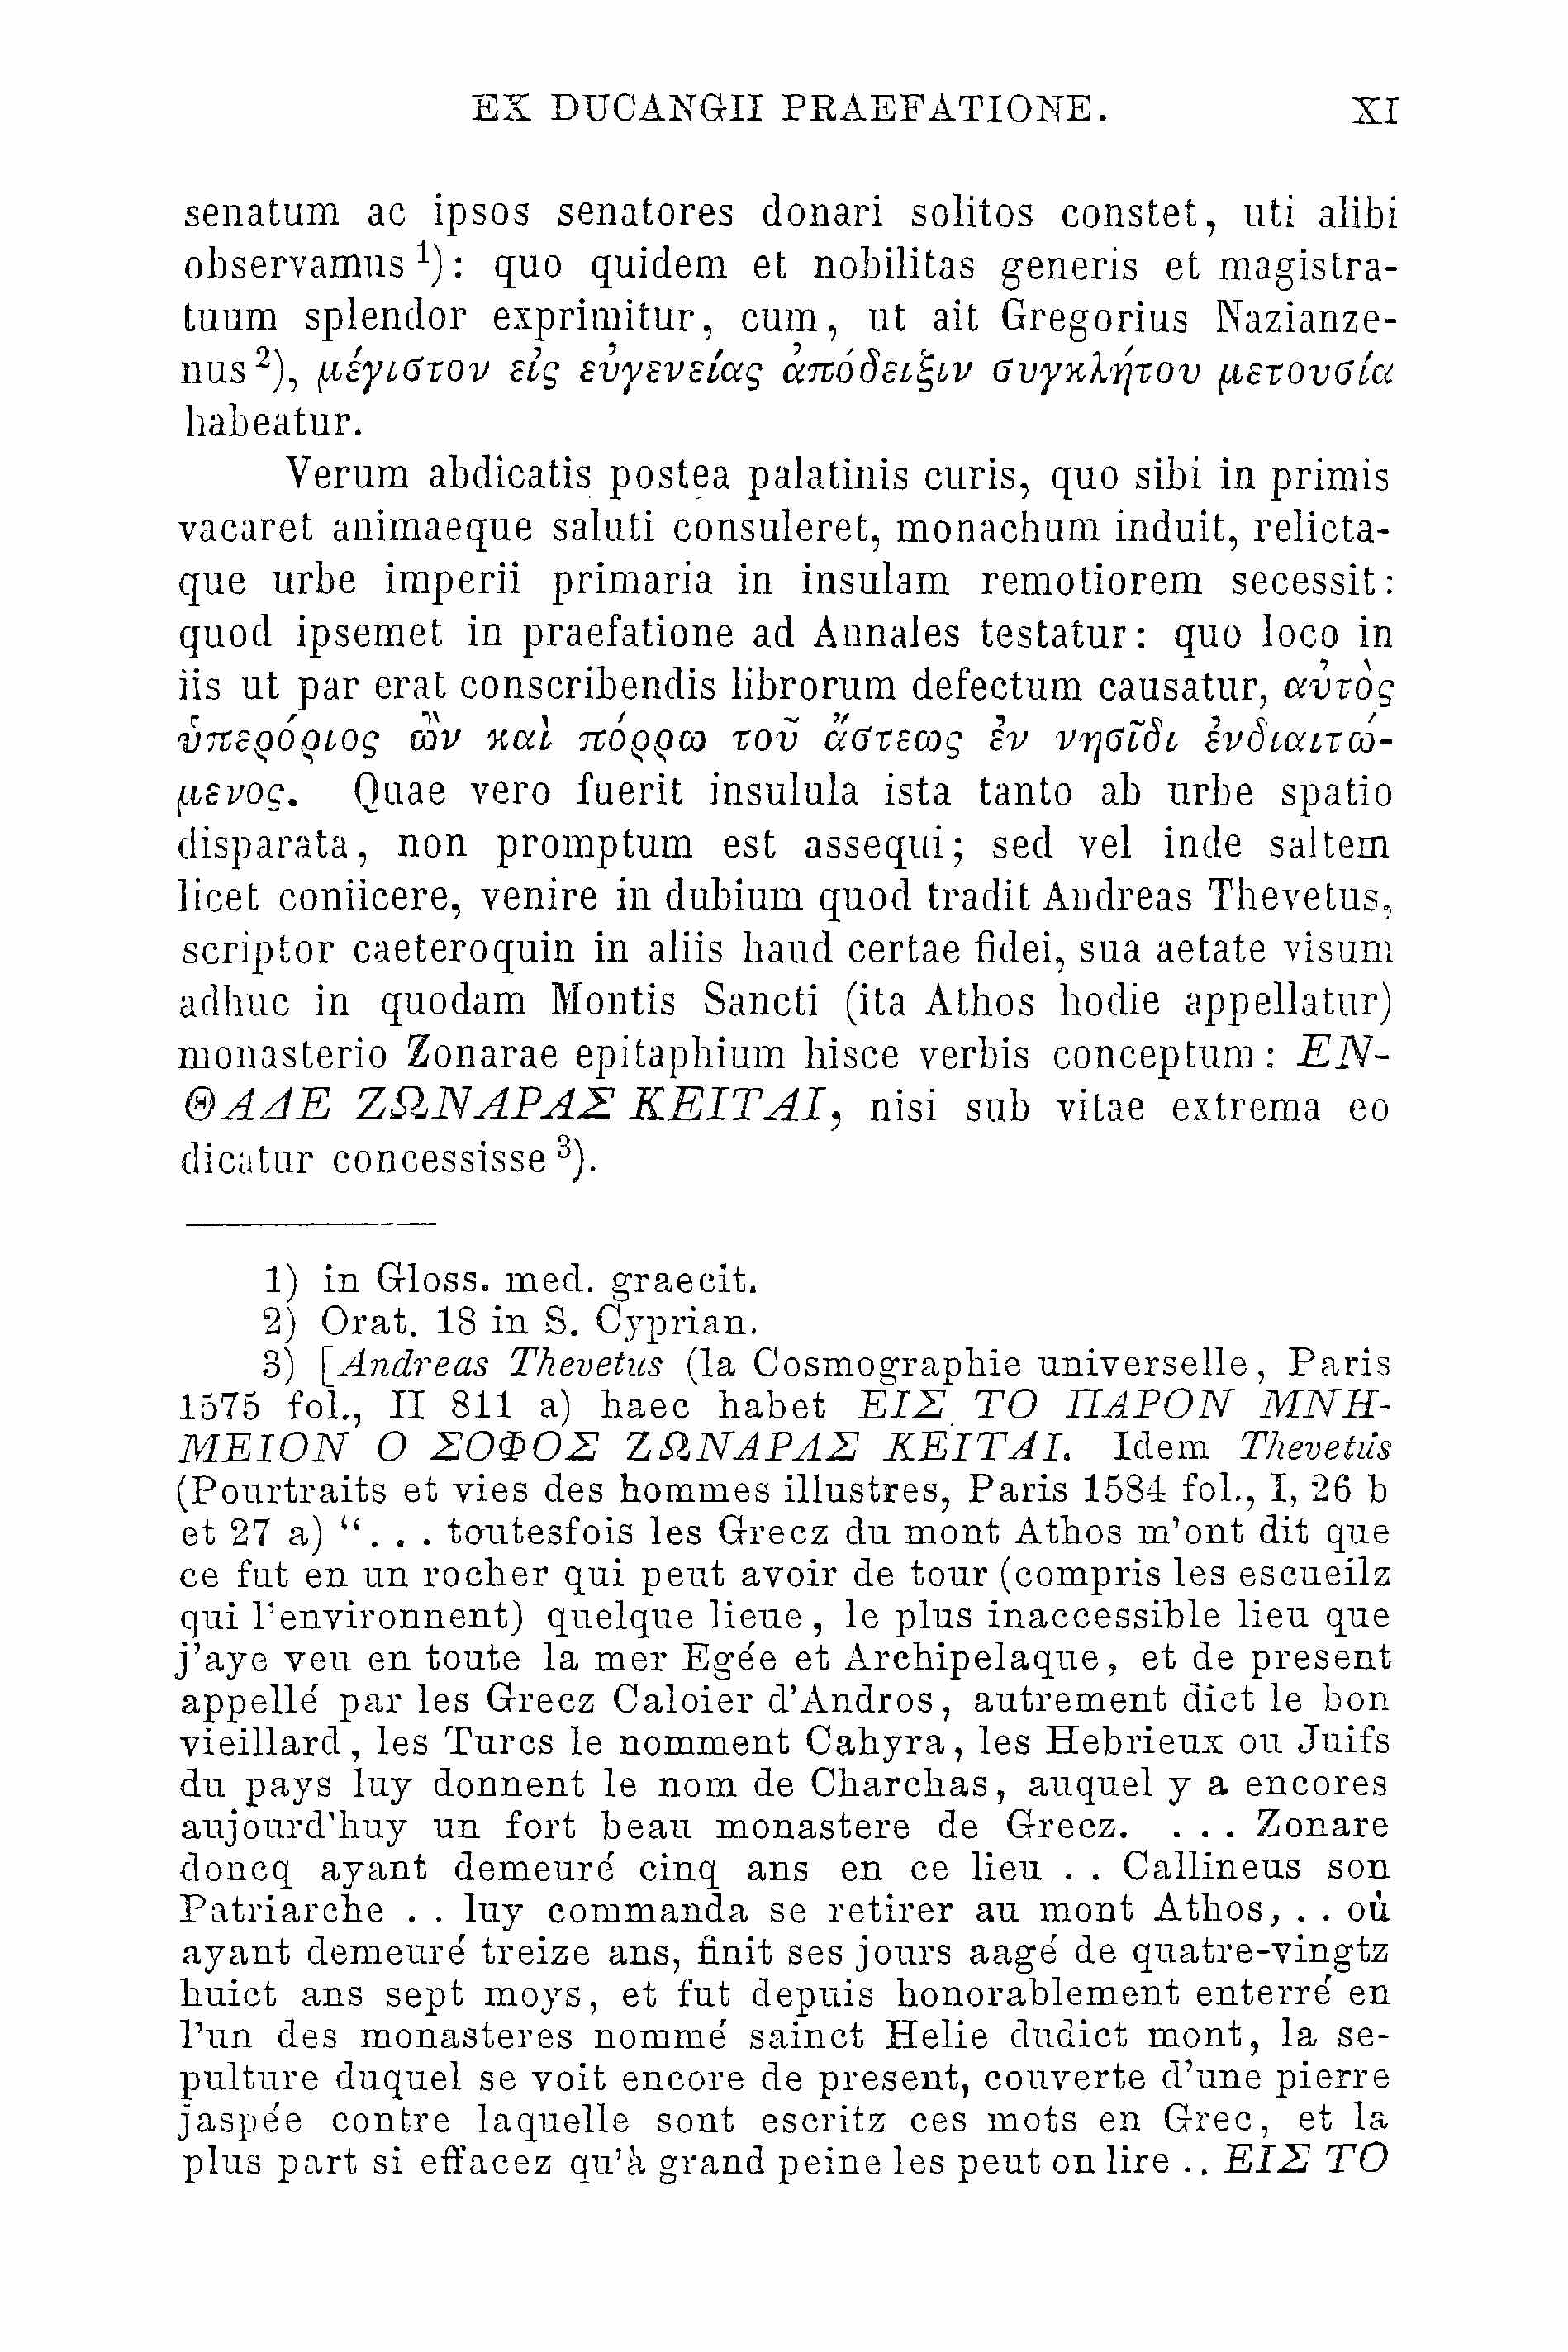 EX DUCANGII PRAEFATIONE. XI
senatum ac ipsos senatores donari solitos constet, uti alibi
observamus ¹): quo quidem et nobilitas generis et magistra-
tuum splendor exprimitur, cum, ut ait Gregorius Nazianze-
nus ²), μέγιστον εἰς εὐγενείας ἀπόδειξιν συγκλήτου μετουσία
habeatur.
Verum abdicatis postea palatinis curis, quo sibi in primis
vacaret animaeque saluti consuleret, monachum induit, relicta-
que urbe imperii primaria in insulam remotiorem secessit:
quod ipsemet in praefatione ad Annales testatur: quo loco in
iis ut par erat conscribendis librorum defectum causatur, αὐτὸς
ὑπερόριος ὢν καὶ πόρρω τοῦ ἄστεως ἐν νησῖδι ἐνδιαιτώ-
μενος. Quae vero fuerit insulula ista tanto ab urbe spatio
disparata, non promptum est assequi; sed vel inde saltem
licet coniicere, venire in dubium quod tradit Andreas Thevetus,
scriptor caeteroquin in aliis haud certae fidei, sua aetate visum
adhuc in quodam Montis Sancti (ita Athos hodie appellatur)
monasterio Zonarae epitaphium hisce verbis conceptum: ΕΝ-
ΘΑΔΕ ΖΩΝΑΡΑΣ ΚΕΙΤΑΙ, nisi sub vitae extrema eo
dicatur concessisse ³).
1) in Gloss. med. graecit.
2) Orat. 18 in S. Cyprian.
3) [Andreas Thevetus (la Cosmographie universelle, Paris
1575 fol., II 811 a) haec habet ΕΙΣ ΤΟ ΠΑΡΟΝ ΜΝΗ-
ΜΕΙΟΝ Ο ΣΟΦΟΣ ΖΩΝΑΡΑΣ ΚΕΙΤΑΙ. Idem Thevetus
(Pourtraits et vies des hommes illustres, Paris 1584 fol., I, 26 b
et 27 a) “. . . toutesfois les Grecz du mont Athos m'ont dit que
ce fut en un rocher qui peut avoir de tour (compris les escueilz
qui l'environnent) quelque lieue, le plus inaccessible lieu que
j'aye veu en toute la mer Egée et Archipelaque, et de present
appellé par les Grecz Caloier d'Andros, autrement dict le bon
vieillard, les Turcs le nomment Cahyra, les Hebrieux ou Juifs
du pays luy donnent le nom de Charchas, auquel y a encores
aujourd'huy un fort beau monastere de Grecz. . . . Zonare
doncq ayant demeuré cinq ans en ce lieu . . Callineus son
Patriarche . . luy commanda se retirer au mont Athos, . . où
ayant demeuré treize ans, finit ses jours aagé de quatre-vingtz
huict ans sept moys, et fut depuis honorablement enterré en
l'un des monasteres nommé sainct Helie dudict mont, la se-
pulture duquel se voit encore de present, couverte d'une pierre
jaspée contre laquelle sont escritz ces mots en Grec, et la
plus part si effacez qu'à grand peine les peut on lire . . ΕΙΣ ΤΟ